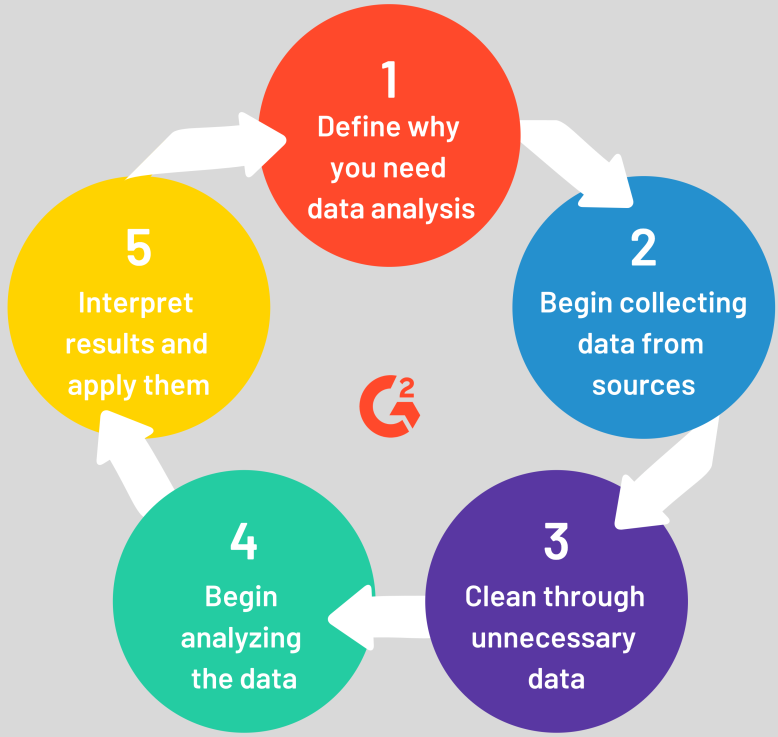 1
Define why
you need
data analysis
2
Begin collecting
data from
sources
3
Clean through
unnecessary
data
4
Begin
analyzing
the data
5
Interpret
results and
apply them
G2